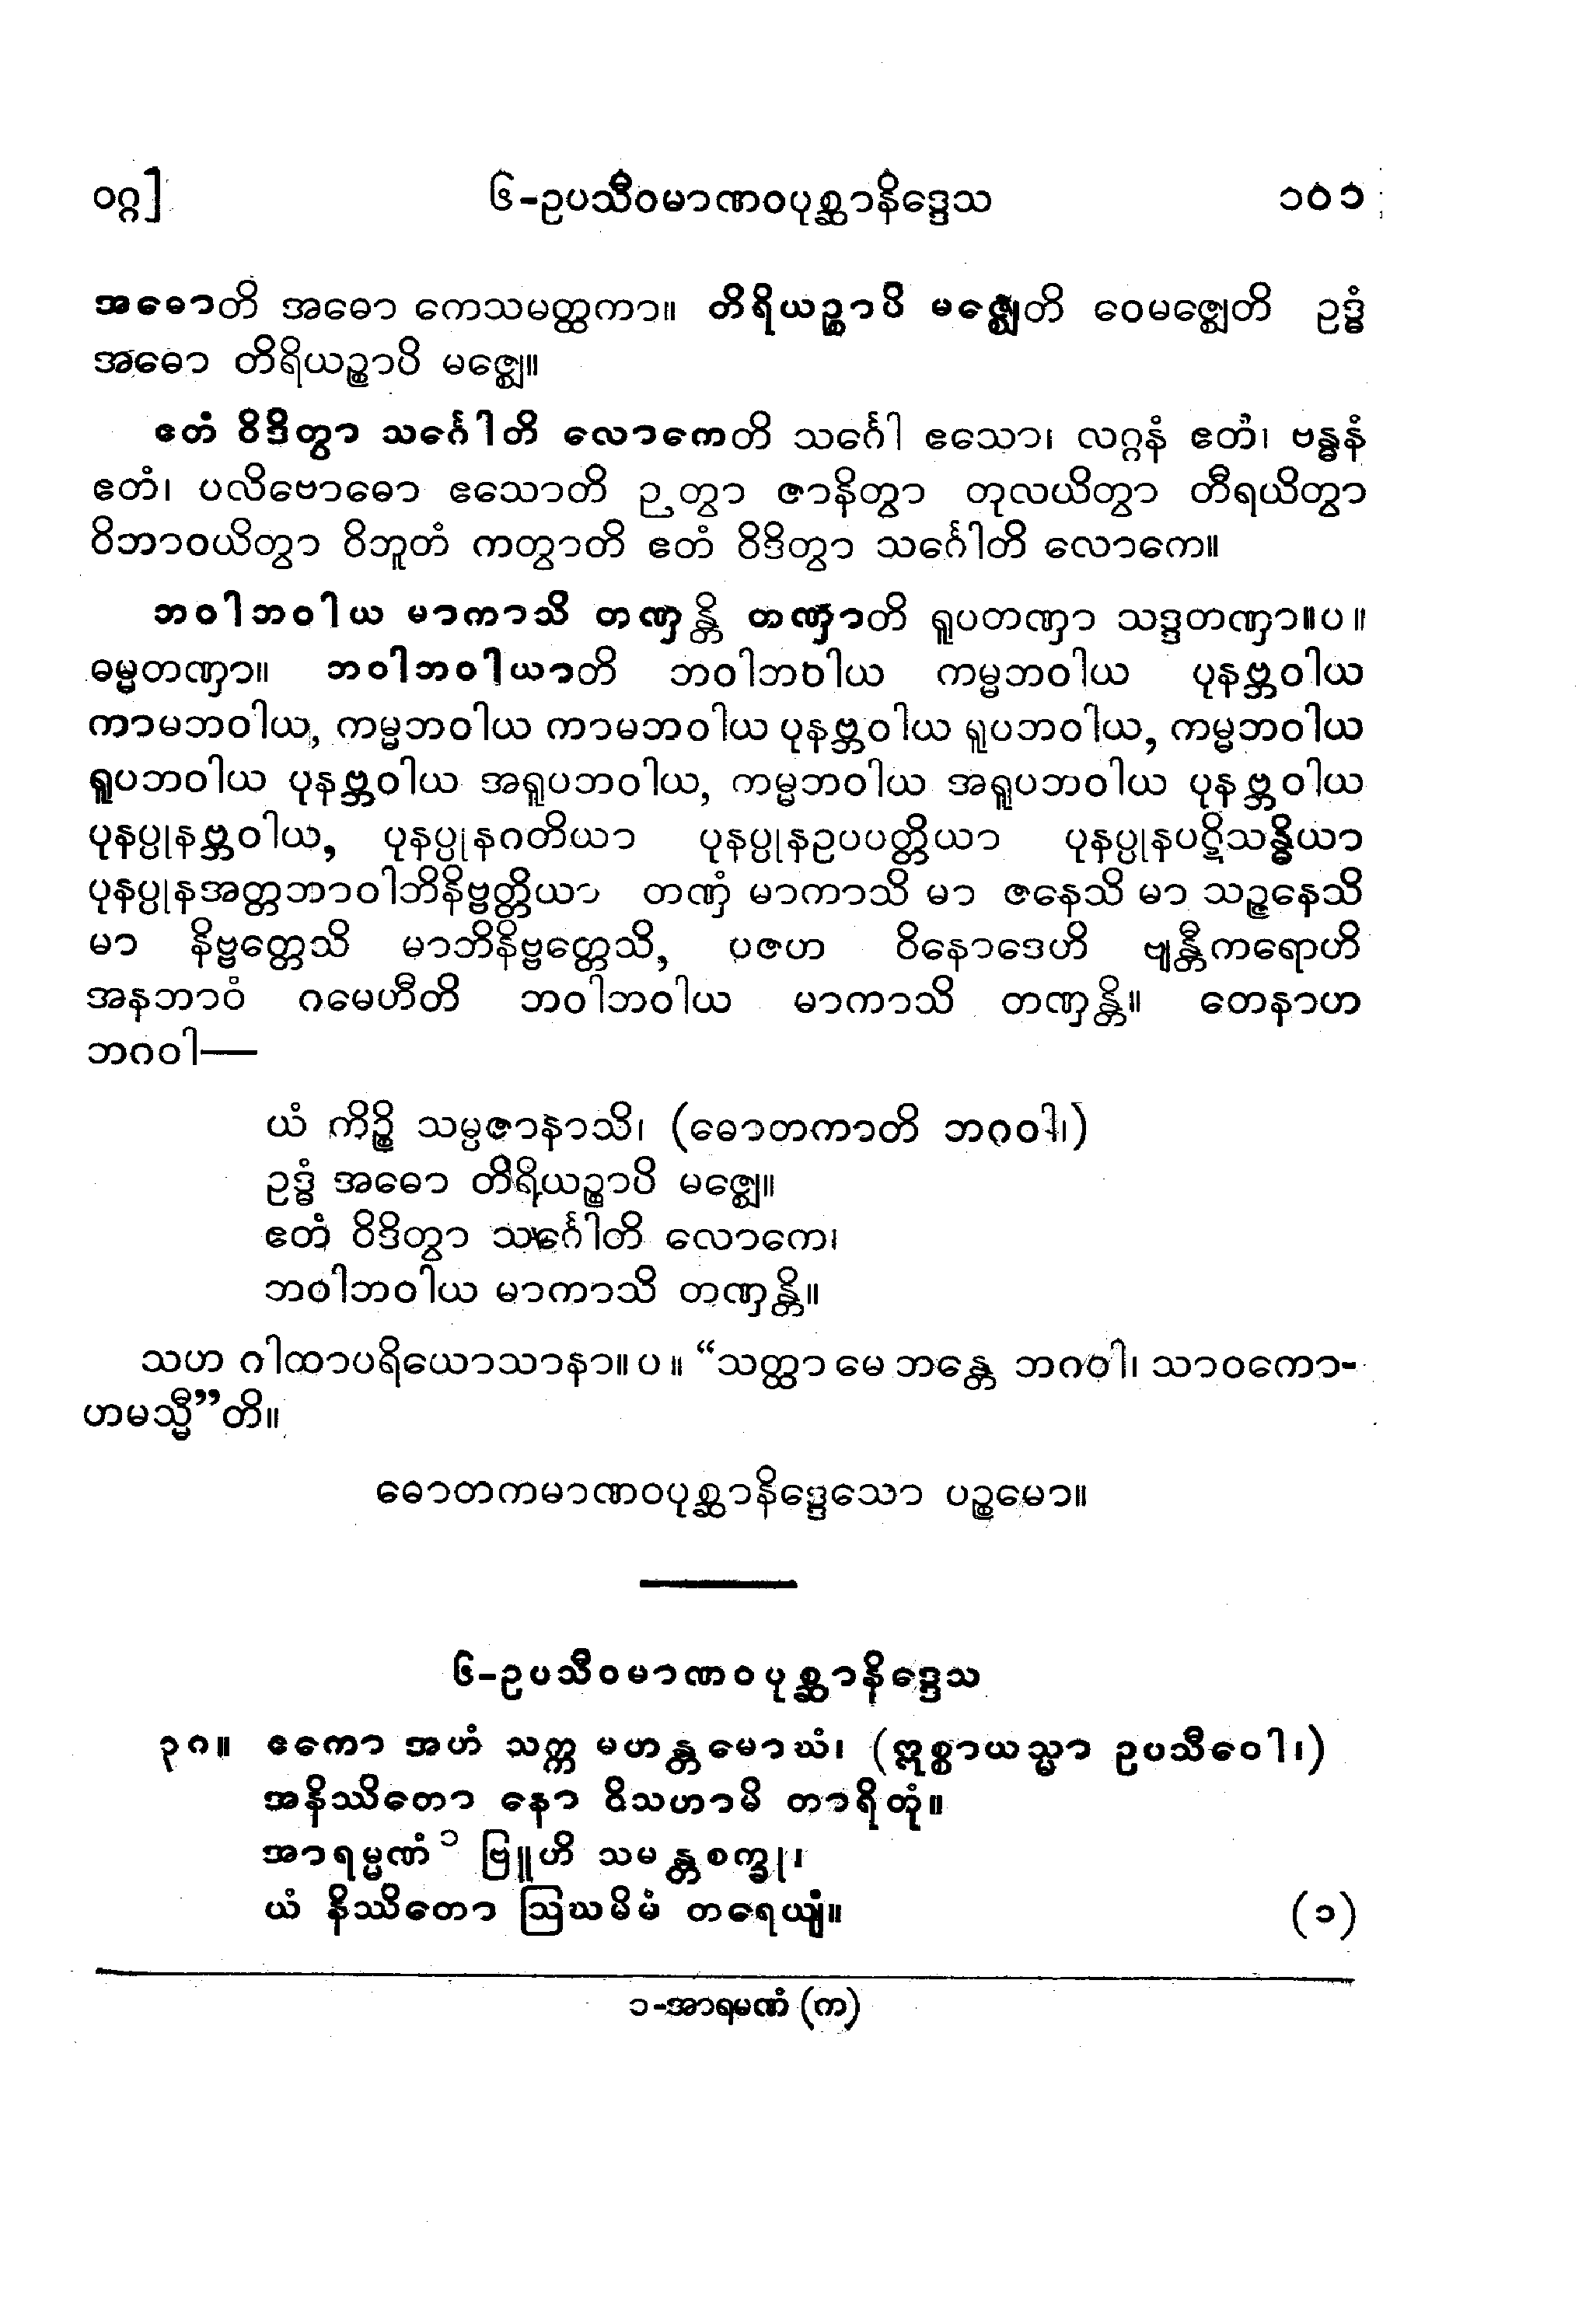 ဝဂ္ဂ] ၆-ဥပသီဝမာဏဝပုစ္ဆာနိဒ္ဒေသ ၁၀၁
အဓောတိ အဓော ကေသမတ္ထကာ။ တိရိယဉ္စာပိ မဇ္ဈေတိ ဝေမဇ္ဈေတိ ဥဒ္ဓံ
အဓော တိရိယဉ္စာပိ မဇ္ဈေ။
ဧတံ ဝိဒိတွာ သင်္ဂေါတိ လောကေတိ သင်္ဂေါ ဧသော၊ လဂ္ဂနံ ဧတံ၊ ဗန္ဓနံ
ဧတံ၊ ပလိဗောဓော ဧသောတိ ဉတွာ ဇာနိတွာ တုလယိတွာ တီရယိတွာ
ဝိဘာဝယိတွာ ဝိဘူတံ ကတွာတိ ဧတံ ဝိဒိတွာ သင်္ဂေါတိ လောကေ။
ဘဝါဘဝါယ မာကာသိ တဏှန္တိ တဏှာတိ ရူပတဏှာ သဒ္ဒတဏှာ။ပ။
ဓမ္မတဏှာ။ ဘဝါဘဝါယာတိ ဘဝါဘဝါယ ကမ္မဘဝါယ ပုနဗ္ဘဝါယ
ကာမဘဝါယ, ကမ္မဘဝါယ ကာမဘဝါယ ပုနဗ္ဘဝါယ ရူပဘဝါယ, ကမ္မဘဝါယ
ရူပဘဝါယ ပုနဗ္ဘဝါယ အရူပဘဝါယ, ကမ္မဘဝါယ အရူပဘဝါယ ပုနဗ္ဘဝါယ
ပုနပ္ပုနဗ္ဘဝါယ, ပုနပ္ပုနဂတိယာ ပုနပ္ပုနဥပပတ္တိယာ ပုနပ္ပုနပဋိသန္ဓိယာ
ပုနပ္ပုနအတ္တဘာဝါဘိနိဗ္ဗတ္တိယာ တဏှံ မာကာသိ မာ ဇနေသိ မာ သဉ္ဇနေသိ
မာ နိဗ္ဗတ္တေသိ မာဘိနိဗ္ဗတ္တေသိ, ပဇဟ ဝိနောဒေဟိ ဗျန္တီကရောဟိ
အနဘာဝံ ဂမေဟီတိ ဘဝါဘဝါယ မာကာသိ တဏှန္တိ။ တေနာဟ
ဘဂဝါ—
ယံ ကိဉ္စိ သမ္ပဇာနာသိ၊ (ဓောတကာတိ ဘဂဝါ၊)
ဥဒ္ဓံ အဓော တိရိယဉ္စာပိ မဇ္ဈေ။
ဧတံ ဝိဒိတွာ သင်္ဂေါတိ လောကေ၊
ဘဝါဘဝါယ မာကာသိ တဏှန္တိ။
သဟ ဂါထာပရိယောသာနာ။ပ။ “သတ္ထာ မေ ဘန္တေ ဘဂဝါ၊ သာဝကော-
ဟမသ္မီ”တိ။
ဓောတကမာဏဝပုစ္ဆာနိဒ္ဒေသော ပဉ္စမော။
၆-ဥပသီဝမာဏဝပုစ္ဆာနိဒ္ဒေသ
၃၈။ ဧကော အဟံ သက္က မဟန္တမောဃံ၊ (ဣစ္စာယသ္မာ ဥပသီဝေါ၊)
အနိဿိတော နော ဝိသဟာမိ တာရိတုံ။
အာရမ္မဏံ ၁ ဗြူဟိ သမန္တစက္ခု၊
ယံ နိဿိတော ဩဃမိမံ တရေယျံ။ (၁)
၁-အာရမဏံ (က)